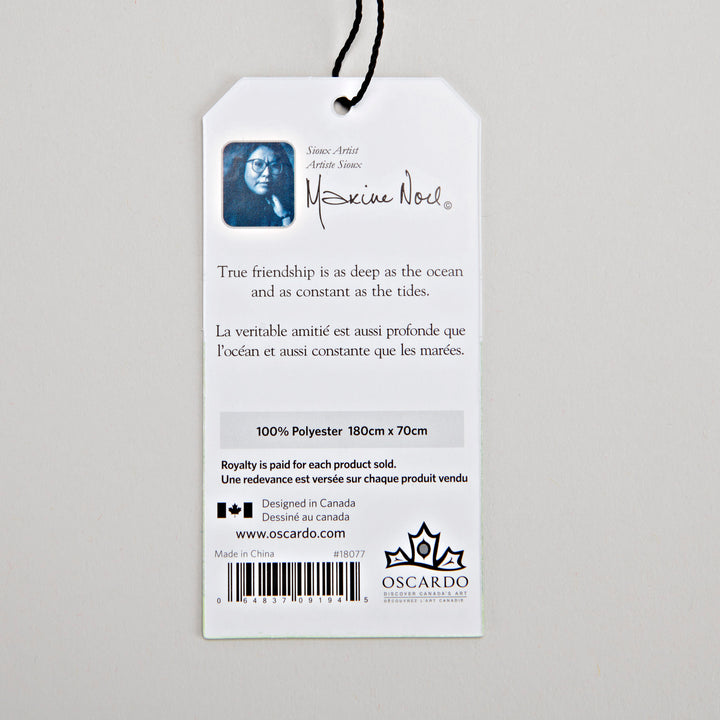 Sioux Artist
Artiste Sioux
Maxine Noel ©
True friendship is as deep as the ocean
and as constant as the tides.
La veritable amitié est aussi profonde que
l'océan et aussi constante que les marées.
100% Polyester 180cm x 70cm
Royalty is paid for each product sold.
Une redevance est versée sur chaque produit vendu
Designed in Canada
Dessiné au canada
www.oscardo.com
Made in China #18077
0 64837 09194 5
OSCARDO
DISCOVER CANADA'S ART
DÉCOUVREZ L'ART CANADIE